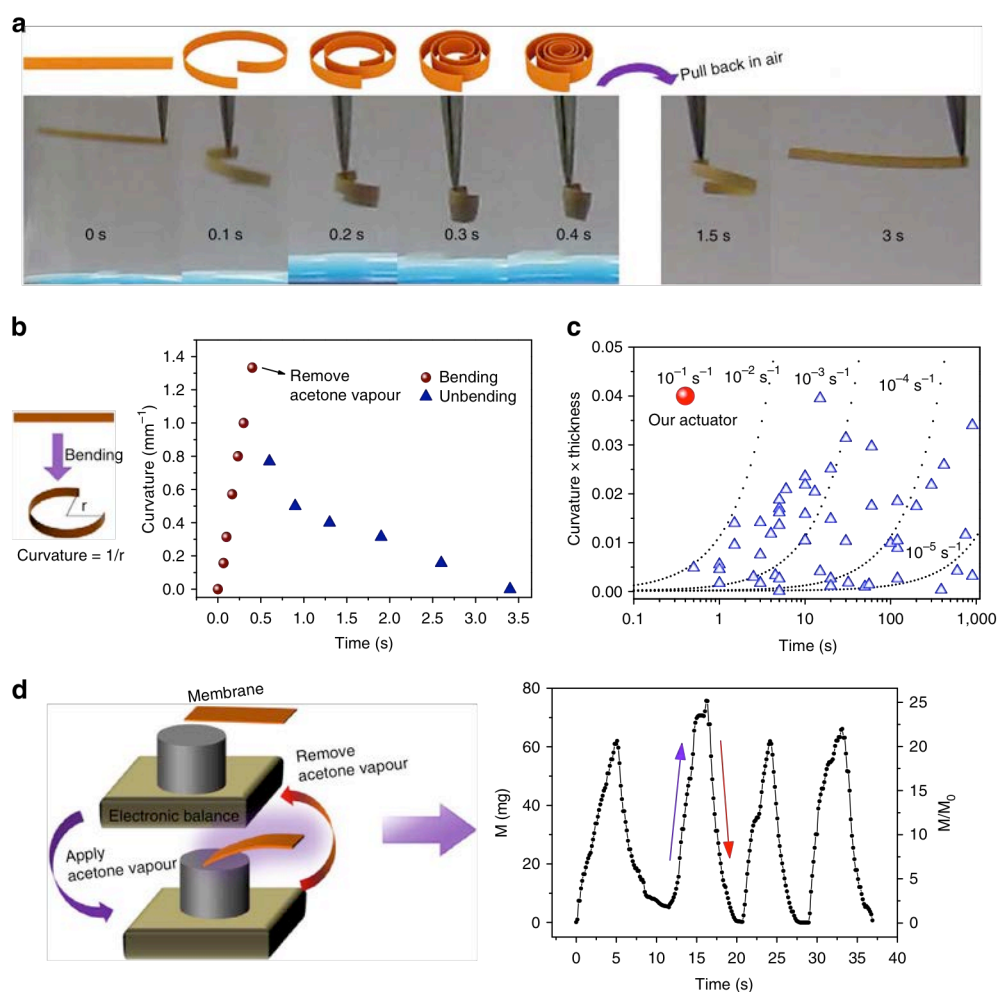 a
Pull back in air
0 s
0.1 s
0.2 s
0.3 s
0.4 s
1.5 s
3 s
b
Bending
r
Curvature = 1/r
Curvature (mm⁻¹)
1.4
1.2
1.0
0.8
0.6
0.4
0.2
0.0
Remove
acetone vapour
Bending
Unbending
0.0 0.5 1.0 1.5 2.0 2.5 3.0 3.5
Time (s)
c
Curvature × thickness
0.05
0.04
0.03
0.02
0.01
0.00
10⁻¹ s⁻¹
10⁻² s⁻¹
10⁻³ s⁻¹
10⁻⁴ s⁻¹
10⁻⁵ s⁻¹
Our actuator
0.1 1 10 100 1,000
Time (s)
d
Membrane
Remove
acetone vapour
Electronic balance
Apply
acetone vapour
M (mg)
80
60
40
20
0
25
20
15
10
5
0
M/M₀
0 5 10 15 20 25 30 35 40
Time (s)